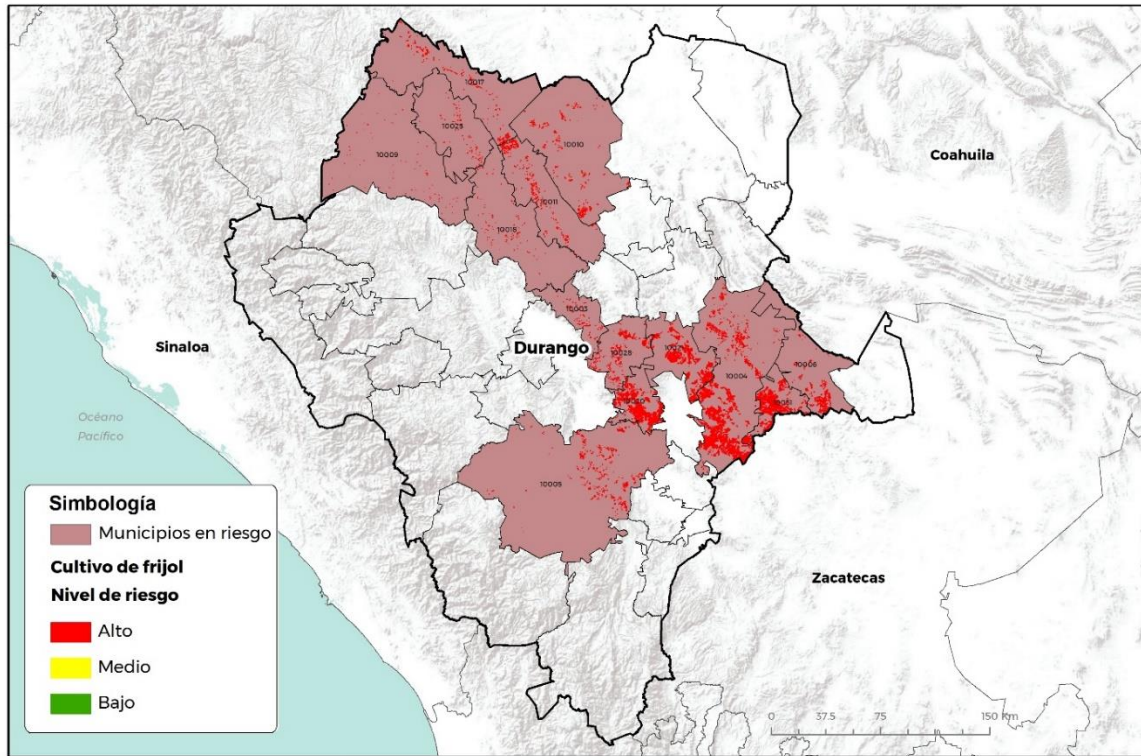 10017
10025
10009
10010
Coahuila
10011
10018
10003
Sinaloa
Durango
10028
10004
10006
Océano
Pacífico
10005
Simbología
Municipios en riesgo
Cultivo de frijol
Nivel de riesgo
Alto
Medio
Bajo
Zacatecas
0 37.5 75 150 Km